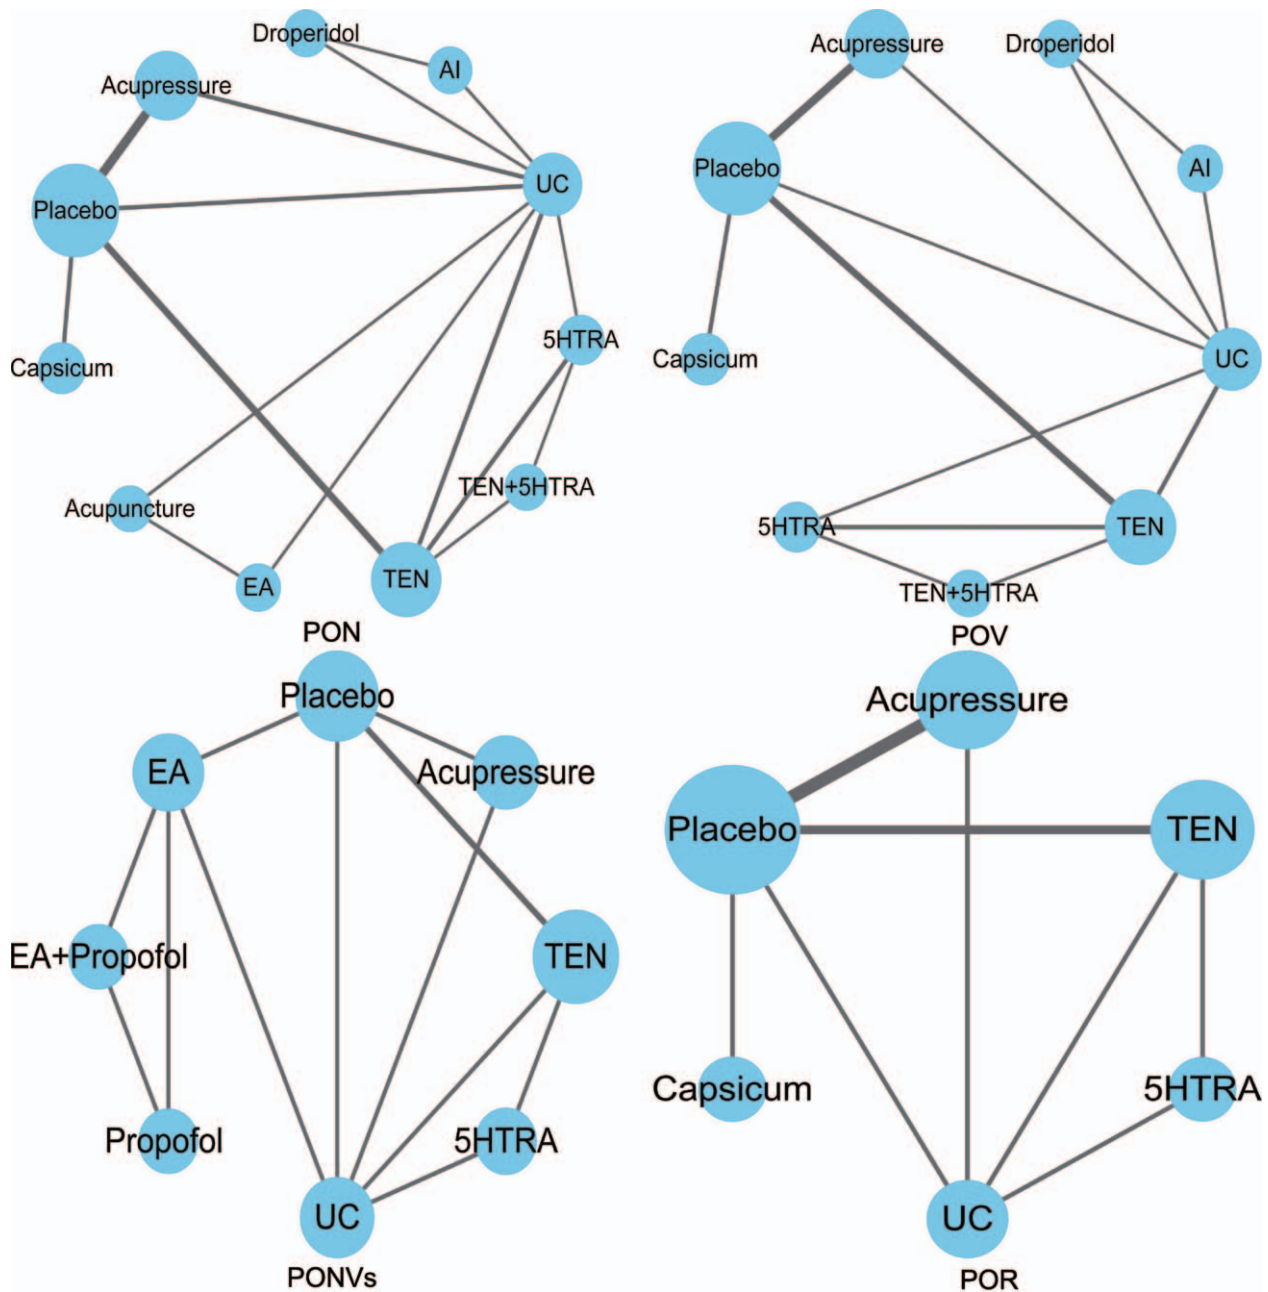 Droperidol
AI
Acupressure
UC
Placebo
5HTRA
Capsicum
TEN+5HTRA
Acupuncture
TEN
EA
PON
Acupressure
Droperidol
Placebo
AI
Capsicum
UC
5HTRA
TEN
TEN+5HTRA
POV
Placebo
EA
Acupressure
EA+Propofol
TEN
Propofol
5HTRA
UC
PONVs
Acupressure
Placebo
TEN
Capsicum
5HTRA
UC
POR